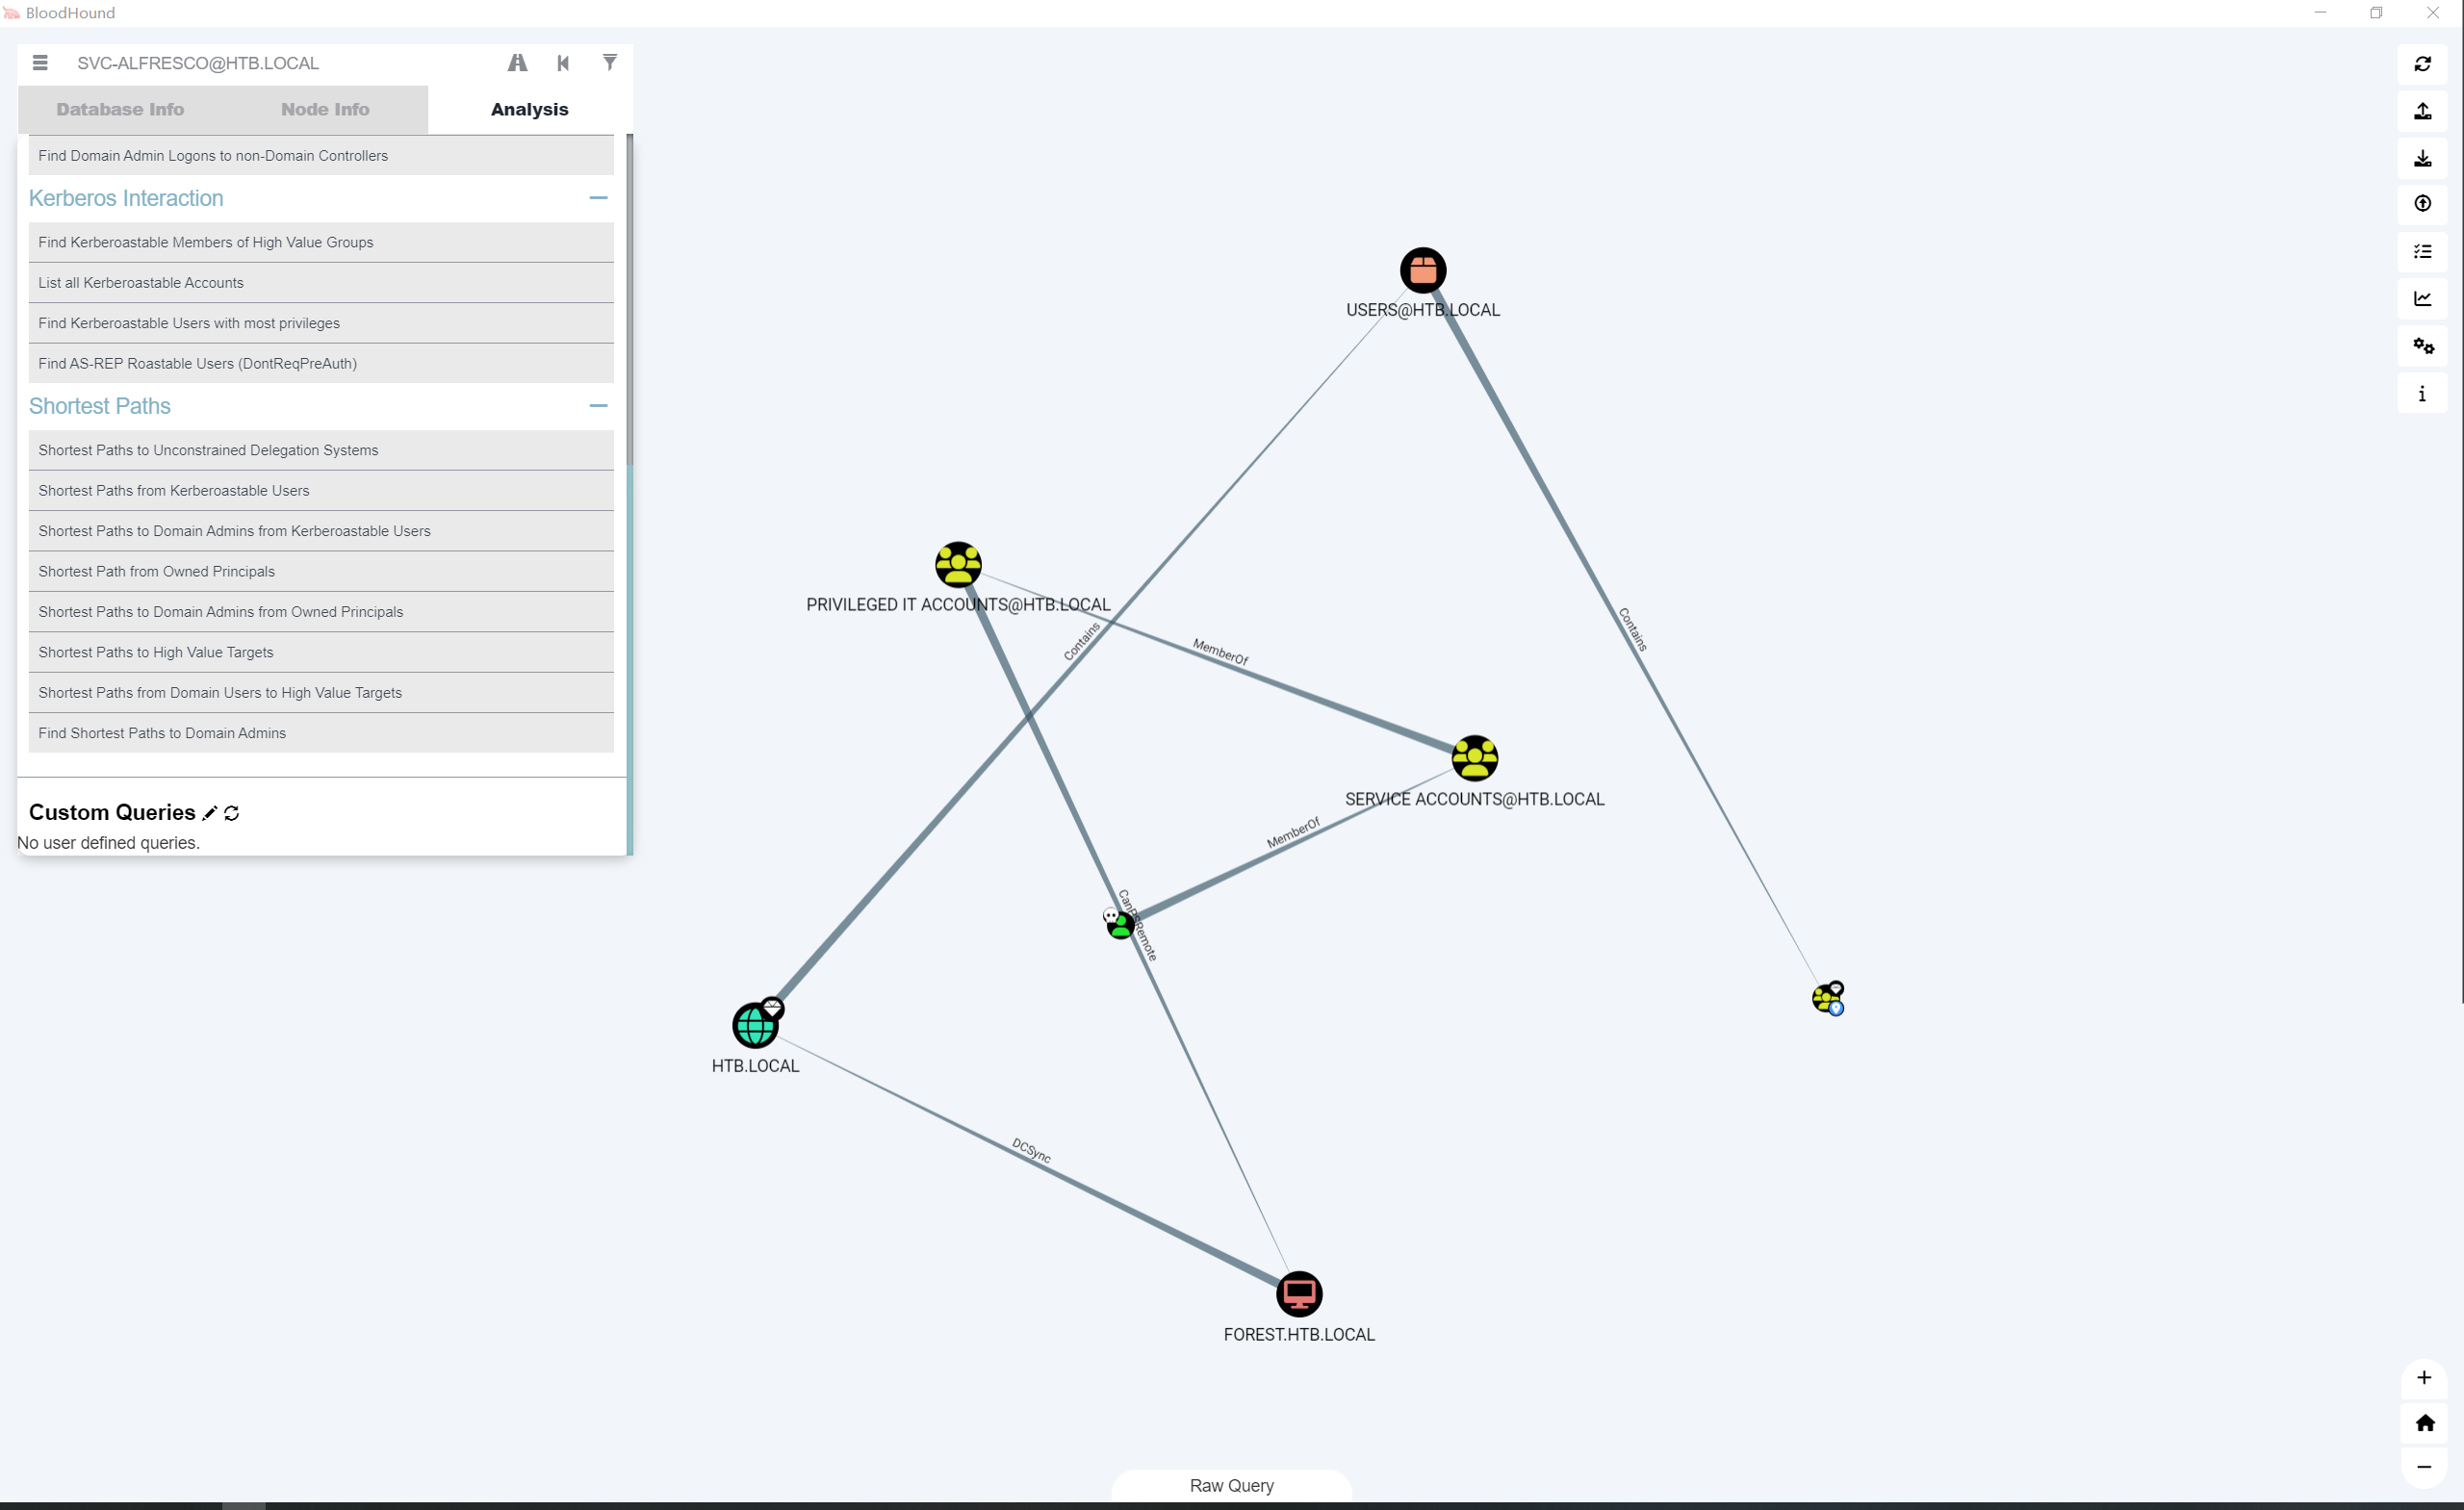 BloodHound
SVC-ALFRESCO@HTB.LOCAL
Database Info
Node Info
Analysis
Find Domain Admin Logons to non-Domain Controllers
Kerberos Interaction
Find Kerberoastable Members of High Value Groups
List all Kerberoastable Accounts
Find Kerberoastable Users with most privileges
Find AS-REP Roastable Users (DontReqPreAuth)
Shortest Paths
Shortest Paths to Unconstrained Delegation Systems
Shortest Paths from Kerberoastable Users
Shortest Paths to Domain Admins from Kerberoastable Users
Shortest Path from Owned Principals
Shortest Paths to Domain Admins from Owned Principals
Shortest Paths to High Value Targets
Shortest Paths from Domain Users to High Value Targets
Find Shortest Paths to Domain Admins
Custom Queries
No user defined queries.
USERS@HTB.LOCAL
PRIVILEGED IT ACCOUNTS@HTB.LOCAL
Contains
MemberOf
Contains
SERVICE ACCOUNTS@HTB.LOCAL
MemberOf
CanPSRemote
HTB.LOCAL
DCSync
FOREST.HTB.LOCAL
Raw Query